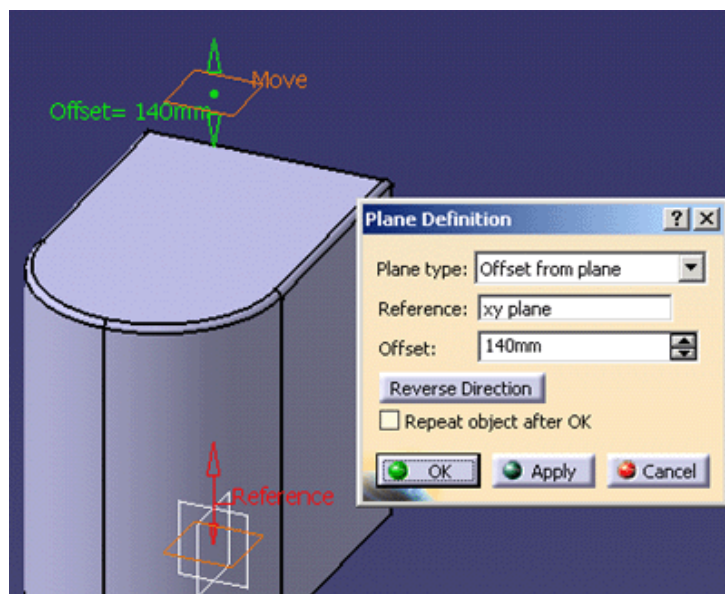 Move
Offset= 140mm
Plane Definition
Plane type: Offset from plane
Reference: xy plane
Offset: 140mm
Reverse Direction
Repeat object after OK
OK Apply Cancel
Reference